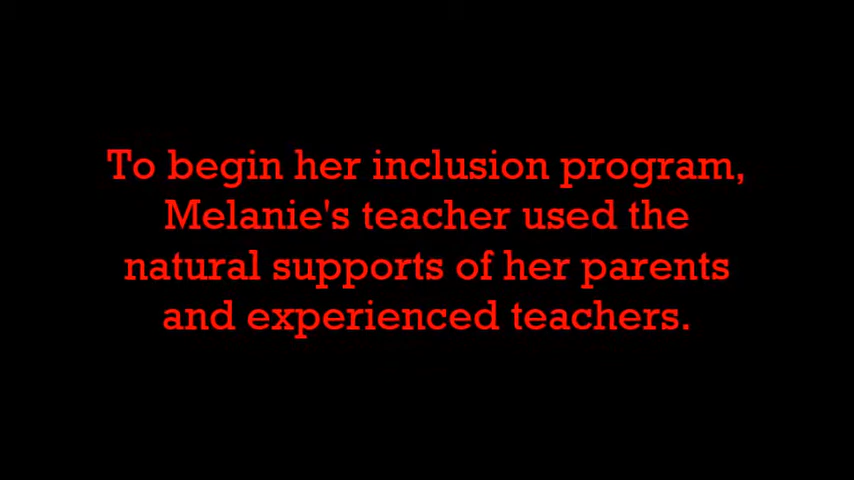 To begin her inclusion program,
Melanie's teacher used the
natural supports of her parents
and experienced teachers.